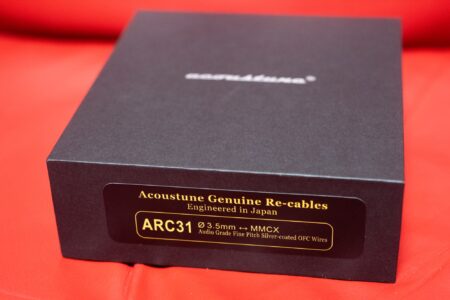 acoustune®
Acoustune Genuine Re-cables
Engineered in Japan
ARC31
Ø 3.5mm ↔ MMCX
Audio Grade Fine Pitch Silver-coated OFC Wires